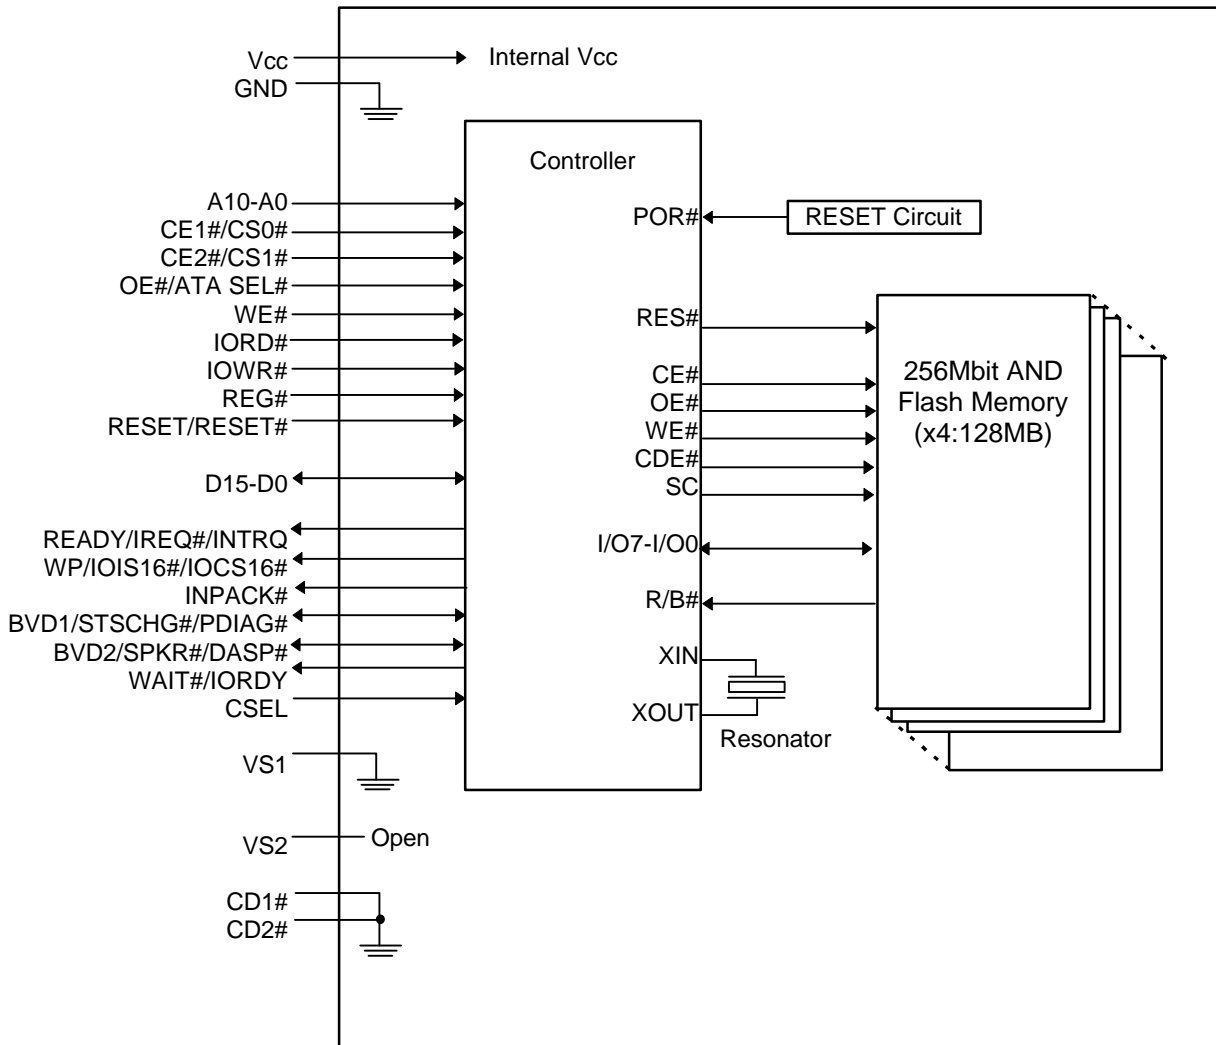 Vcc
Internal Vcc
GND
Controller
A10-A0
CE1#/CS0#
CE2#/CS1#
OE#/ATA SEL#
WE#
IORD#
IOWR#
REG#
RESET/RESET#
D15-D0
READY/IREQ#/INTRQ
WP/IOIS16#/IOCS16#
INPACK#
BVD1/STSCHG#/PDIAG#
BVD2/SPKR#/DASP#
WAIT#/IORDY
CSEL
VS1
VS2
Open
CD1#
CD2#
POR#
RESET Circuit
RES#
CE#
OE#
WE#
CDE#
SC
I/O7-I/O0
R/B#
XIN
XOUT
Resonator
256Mbit AND
Flash Memory
(x4:128MB)